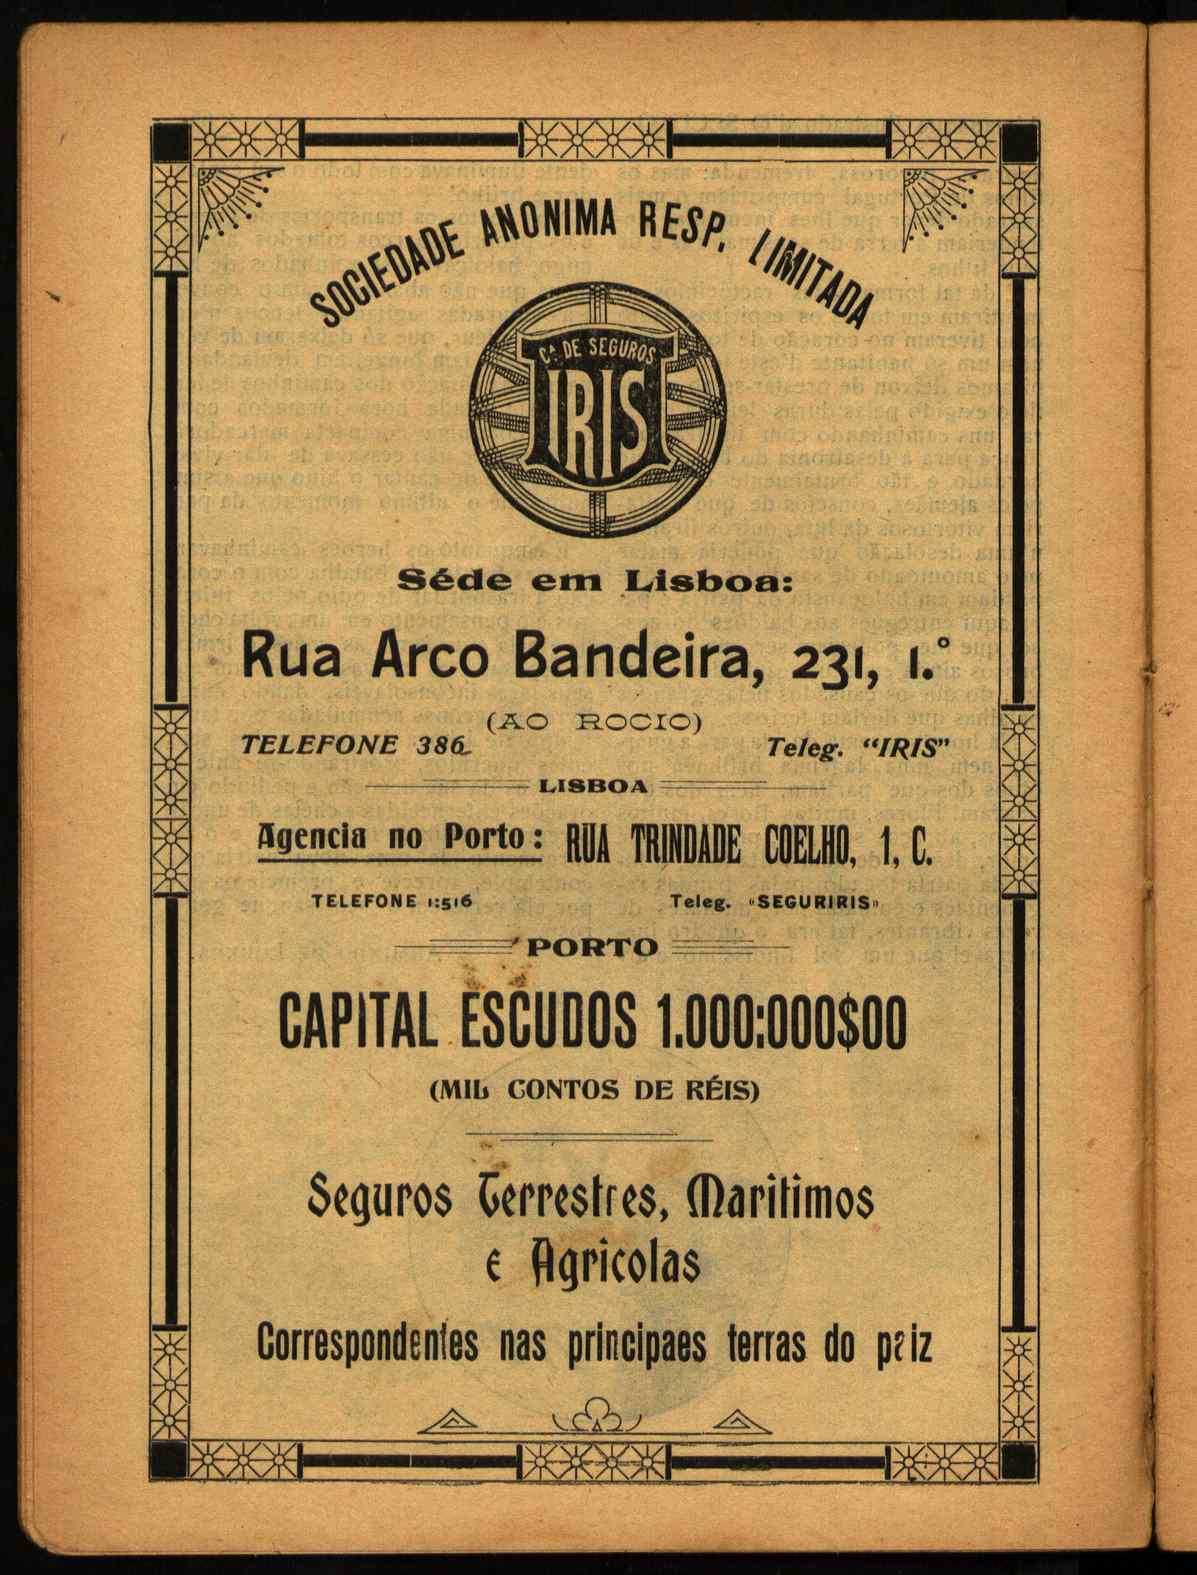 SOCIEDADE ANONIMA RESP. LIMITADA
Cª DE SEGUROS
IRIS
Séde em Lisboa:
Rua Arco Bandeira, 231, 1.º
(AO ROCIO)
TELEFONE 386 Teleg. “IRIS”
LISBOA
Agencia no Porto: RUA TRINDADE COELHO, 1, C.
TELEFONE 1:516 Teleg. «SEGURIRIS»
PORTO
CAPITAL ESCUDOS 1.000:000$00
(MIL CONTOS DE RÉIS)
Seguros Terrestres, Maritimos
e Agricolas
Correspondentes nas principaes terras do paiz